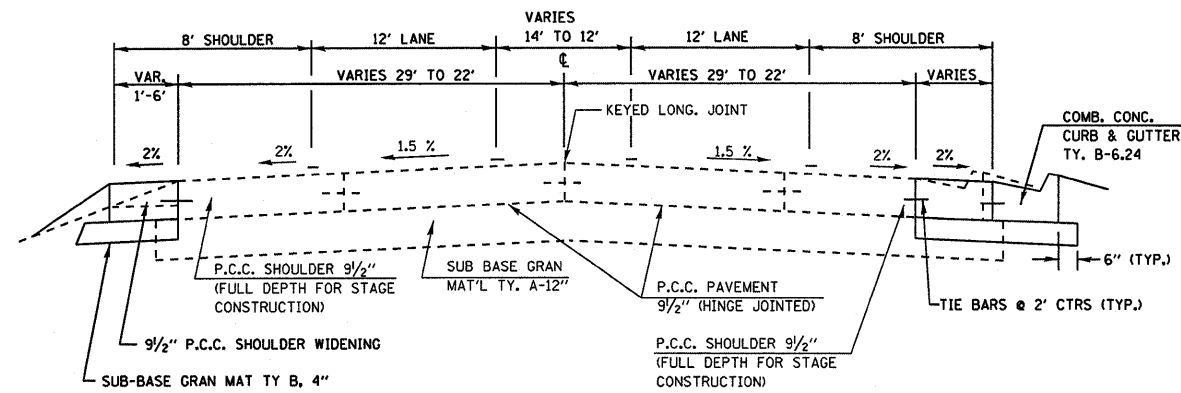 VARIES
8' SHOULDER
12' LANE
14' TO 12'
12' LANE
8' SHOULDER
℄
VAR.
1'-6'
VARIES 29' TO 22'
VARIES 29' TO 22'
VARIES
KEYED LONG. JOINT
COMB. CONC.
CURB & GUTTER
TY. B-6.24
2%
2%
1.5 %
1.5 %
2%
2%
P.C.C. SHOULDER 9½"
(FULL DEPTH FOR STAGE
CONSTRUCTION)
SUB BASE GRAN
MAT'L TY. A-12"
P.C.C. PAVEMENT
9½" (HINGE JOINTED)
6" (TYP.)
TIE BARS @ 2' CTRS (TYP.)
9½" P.C.C. SHOULDER WIDENING
P.C.C. SHOULDER 9½"
(FULL DEPTH FOR STAGE
CONSTRUCTION)
SUB-BASE GRAN MAT TY B, 4"